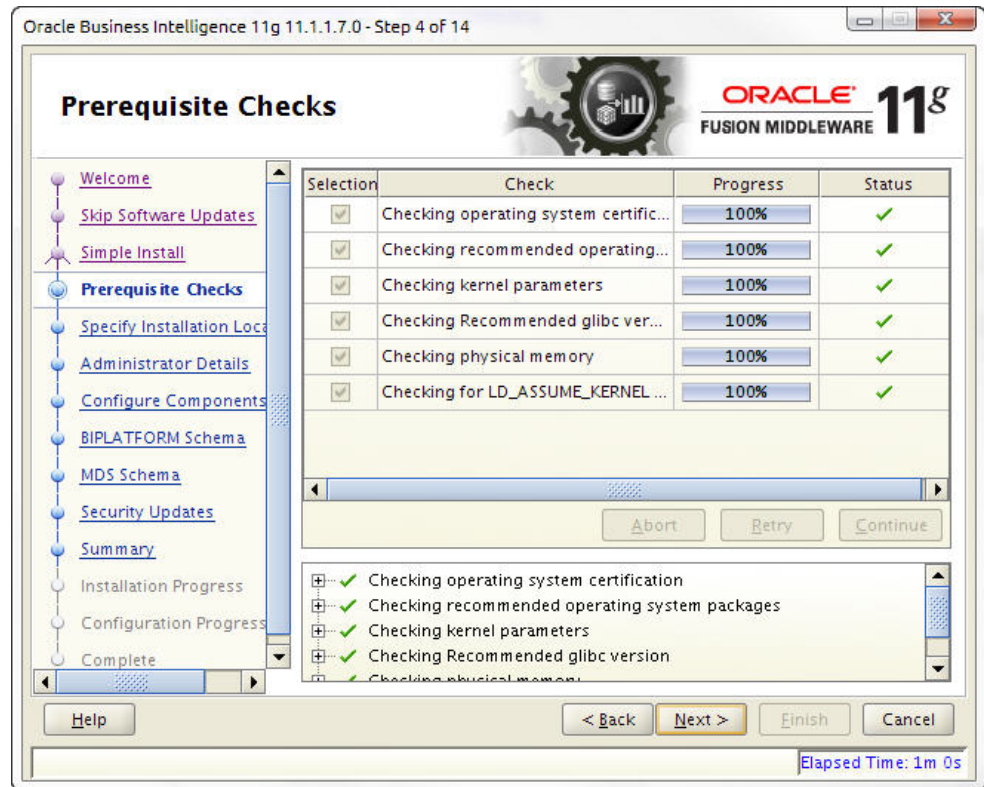 Oracle Business Intelligence 11g 11.1.1.7.0 - Step 4 of 14
Prerequisite Checks
ORACLE
FUSION MIDDLEWARE 11g
Welcome
Skip Software Updates
Simple Install
Prerequisite Checks
Specify Installation Loca
Administrator Details
Configure Components
BIPLATFORM Schema
MDS Schema
Security Updates
Summary
Installation Progress
Configuration Progress
Complete
Selection Check Progress Status
Checking operating system certific... 100%
Checking recommended operating... 100%
Checking kernel parameters 100%
Checking Recommended glibc ver... 100%
Checking physical memory 100%
Checking for LD_ASSUME_KERNEL ... 100%
Abort Retry Continue
Checking operating system certification
Checking recommended operating system packages
Checking kernel parameters
Checking Recommended glibc version
Checking physical memory
Help < Back Next > Finish Cancel
Elapsed Time: 1m 0s